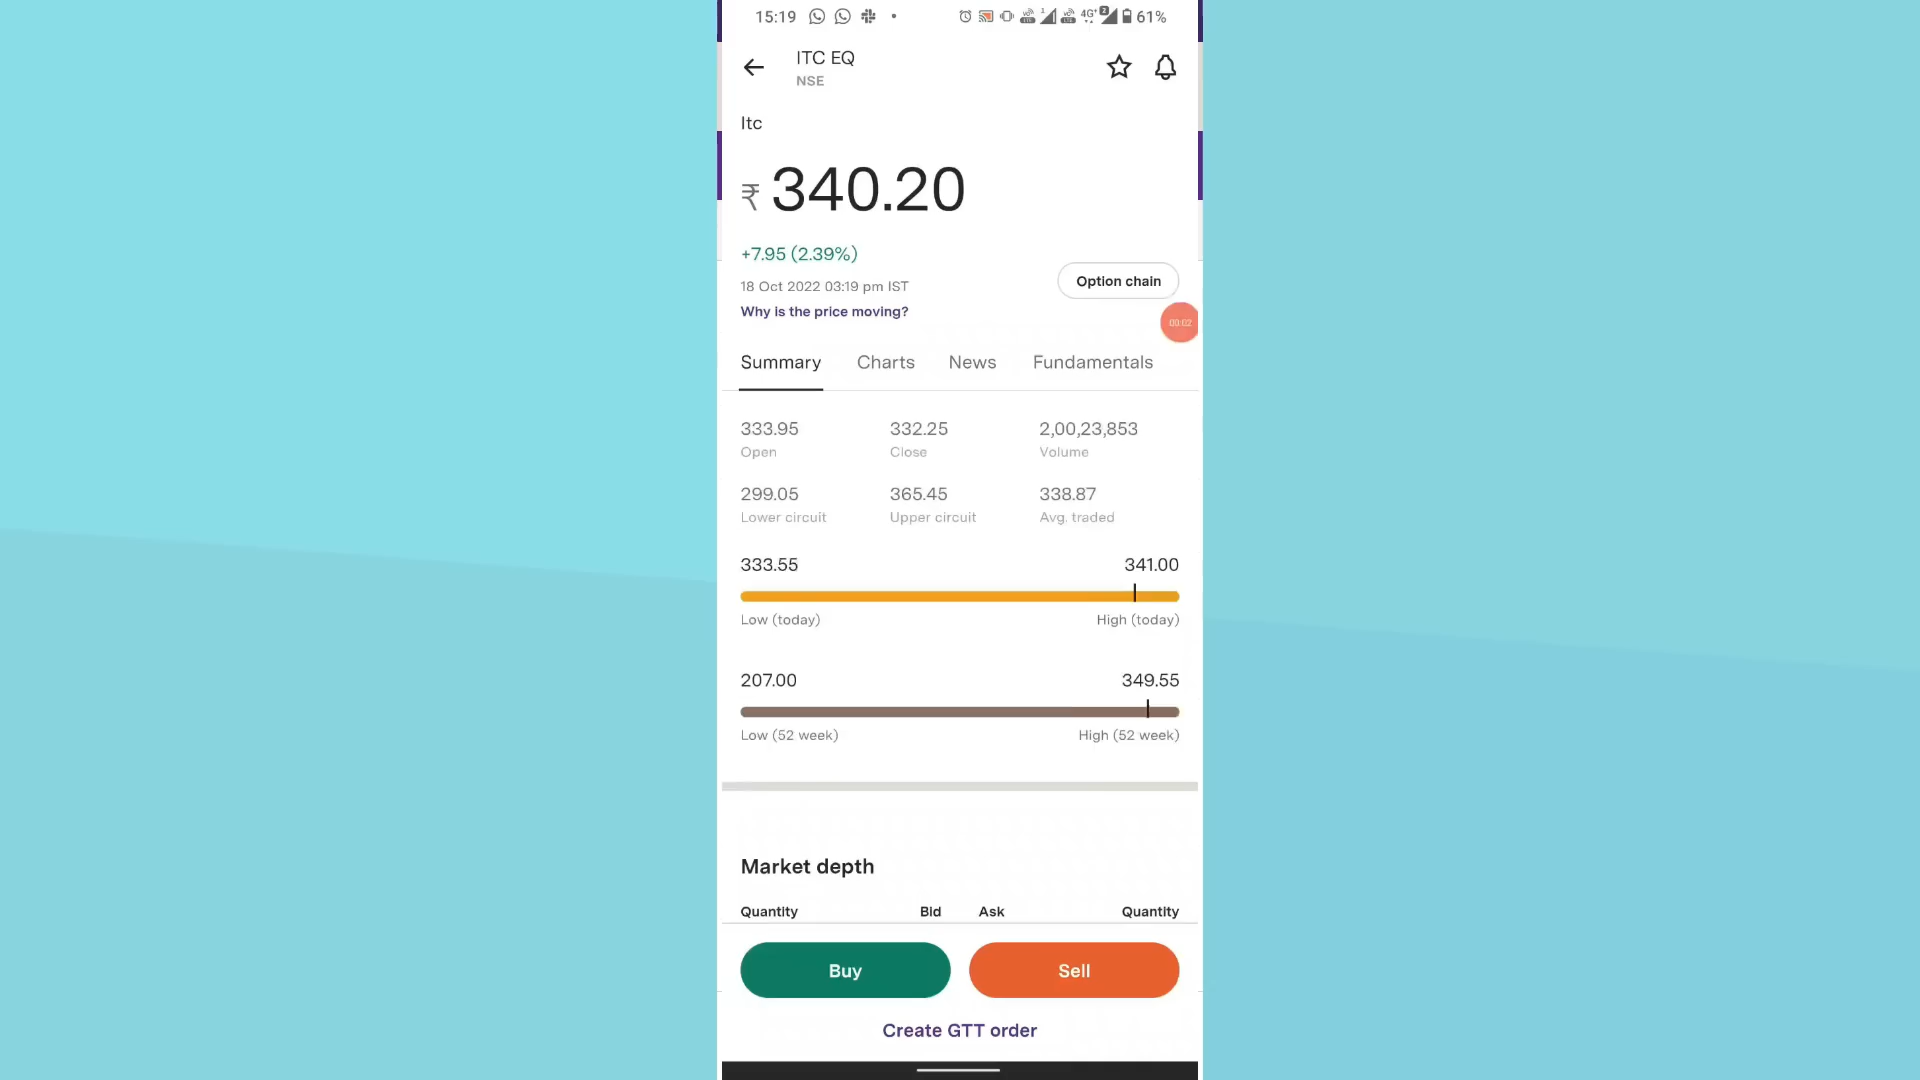 15:19 4G+ 61%
ITC EQ
NSE
Itc
₹ 340.20
+7.95 (2.39%)
18 Oct 2022 03:19 pm IST
Option chain
Why is the price moving?
00:02
Summary Charts News Fundamentals
333.95 332.25 2,00,23,853
Open Close Volume
299.05 365.45 338.87
Lower circuit Upper circuit Avg. traded
333.55 341.00
Low (today) High (today)
207.00 349.55
Low (52 week) High (52 week)
Market depth
Quantity Bid Ask Quantity
Buy Sell
Create GTT order